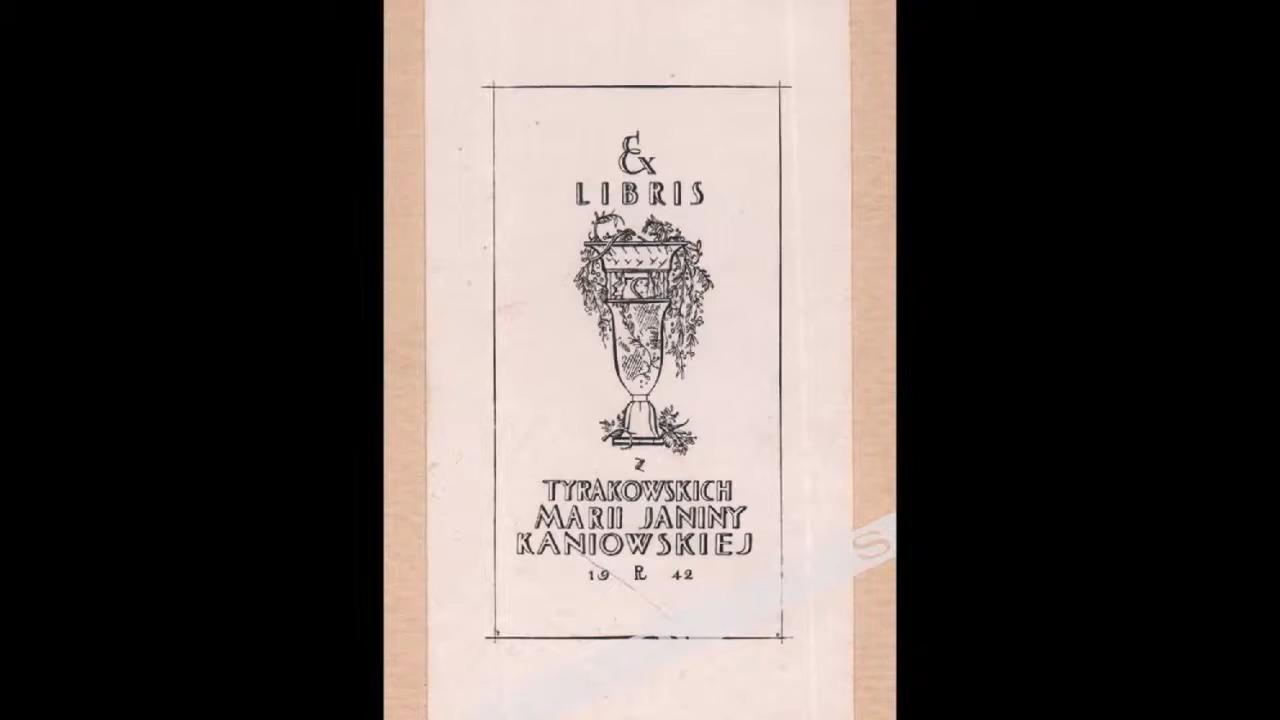 Ex
LIBRIS
Z
TYRAKOWSKICH
MARII JANINY
KANIOWSKIEJ
19 R 42
S